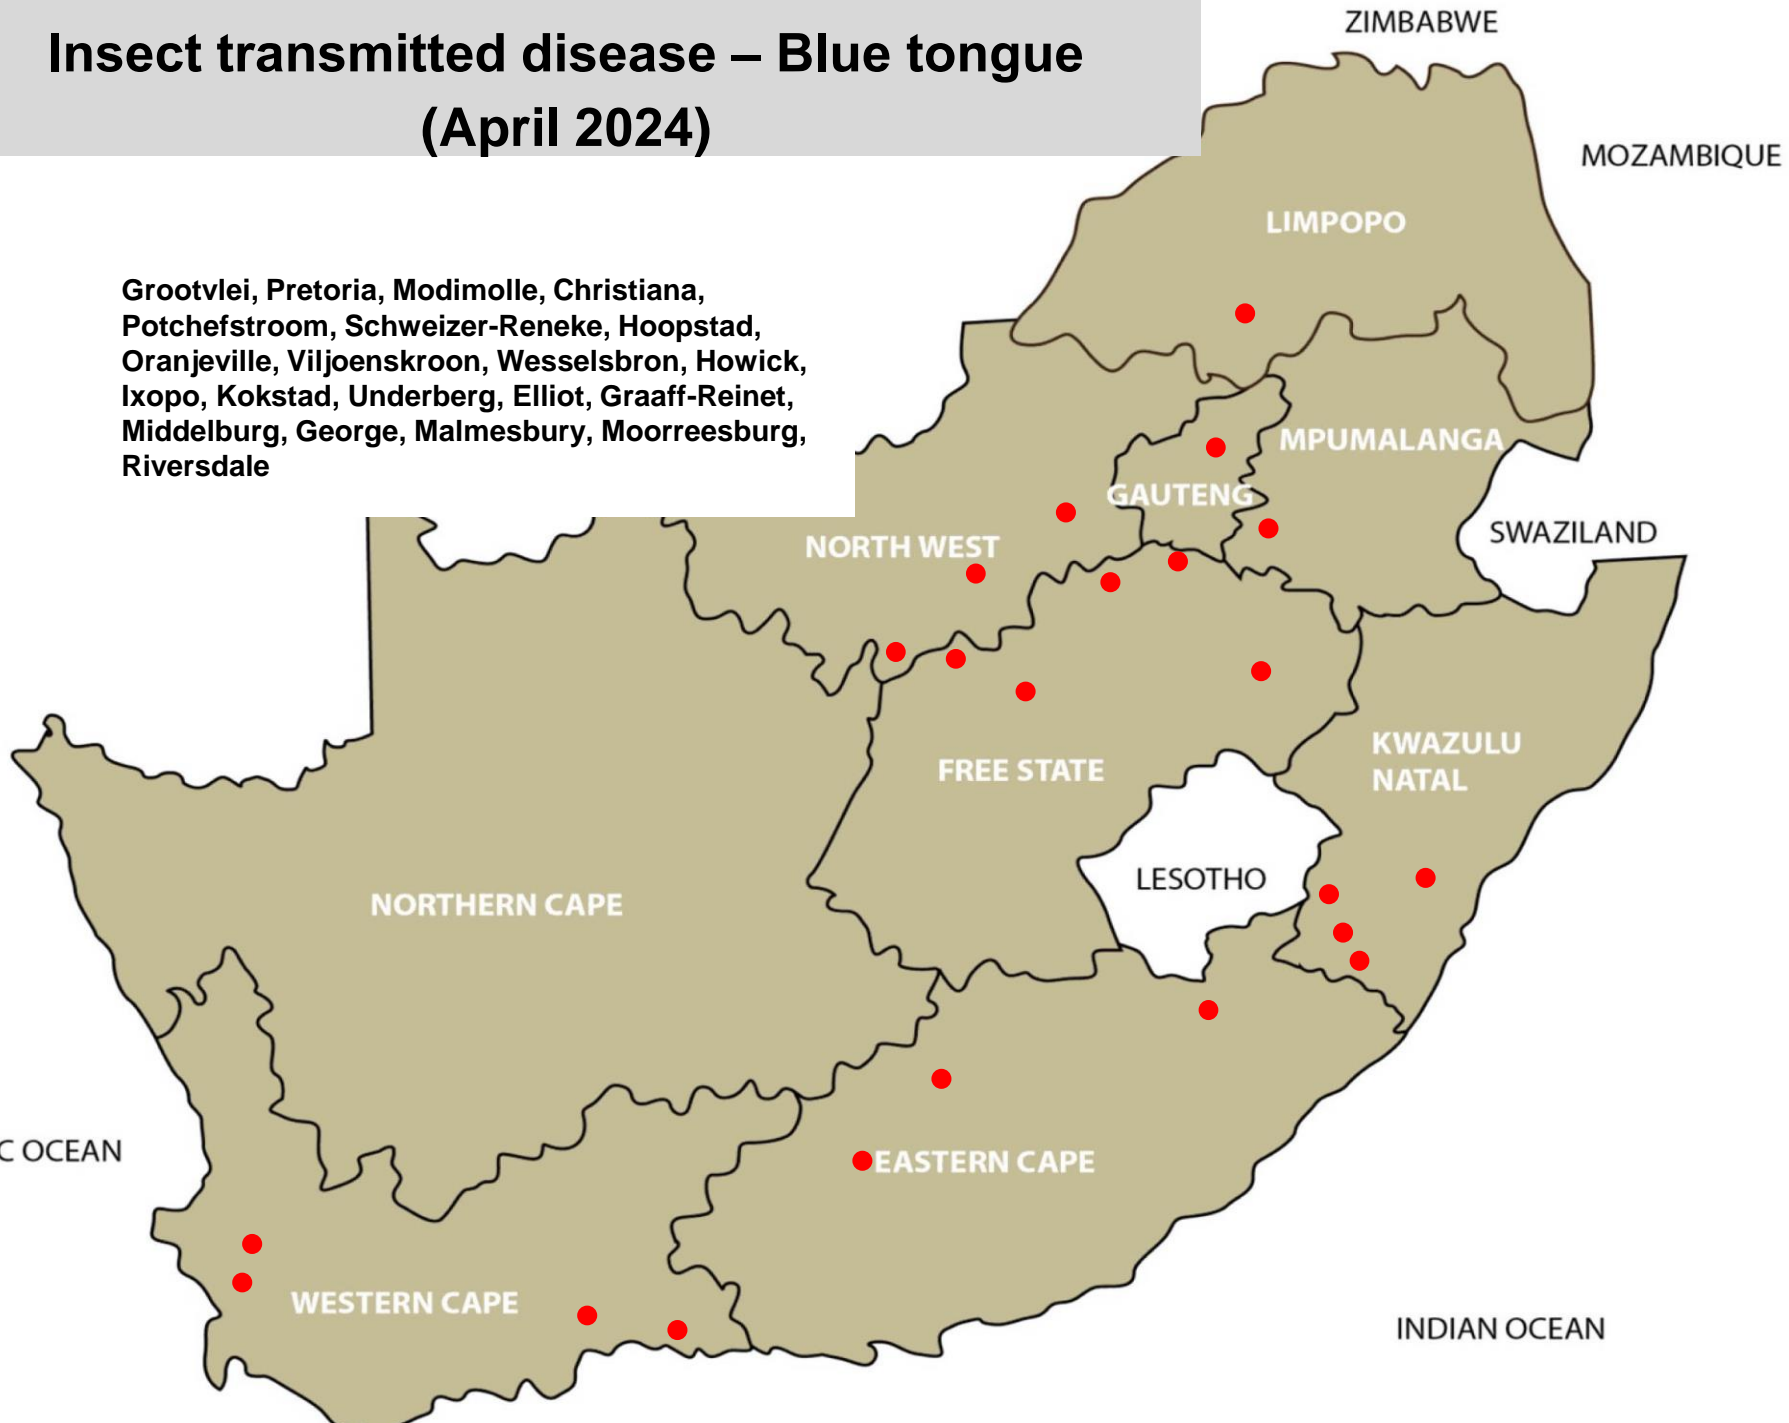 Insect transmitted disease – Blue tongue
(April 2024)
ZIMBABWE
MOZAMBIQUE
LIMPOPO
Grootvlei, Pretoria, Modimolle, Christiana,
Potchefstroom, Schweizer-Reneke, Hoopstad,
Oranjeville, Viljoenskroon, Wesselsbron, Howick,
Ixopo, Kokstad, Underberg, Elliot, Graaff-Reinet,
Middelburg, George, Malmesbury, Moorreesburg,
Riversdale
MPUMALANGA
GAUTENG
SWAZILAND
NORTH WEST
KWAZULU
NATAL
FREE STATE
LESOTHO
NORTHERN CAPE
C OCEAN
EASTERN CAPE
WESTERN CAPE
INDIAN OCEAN